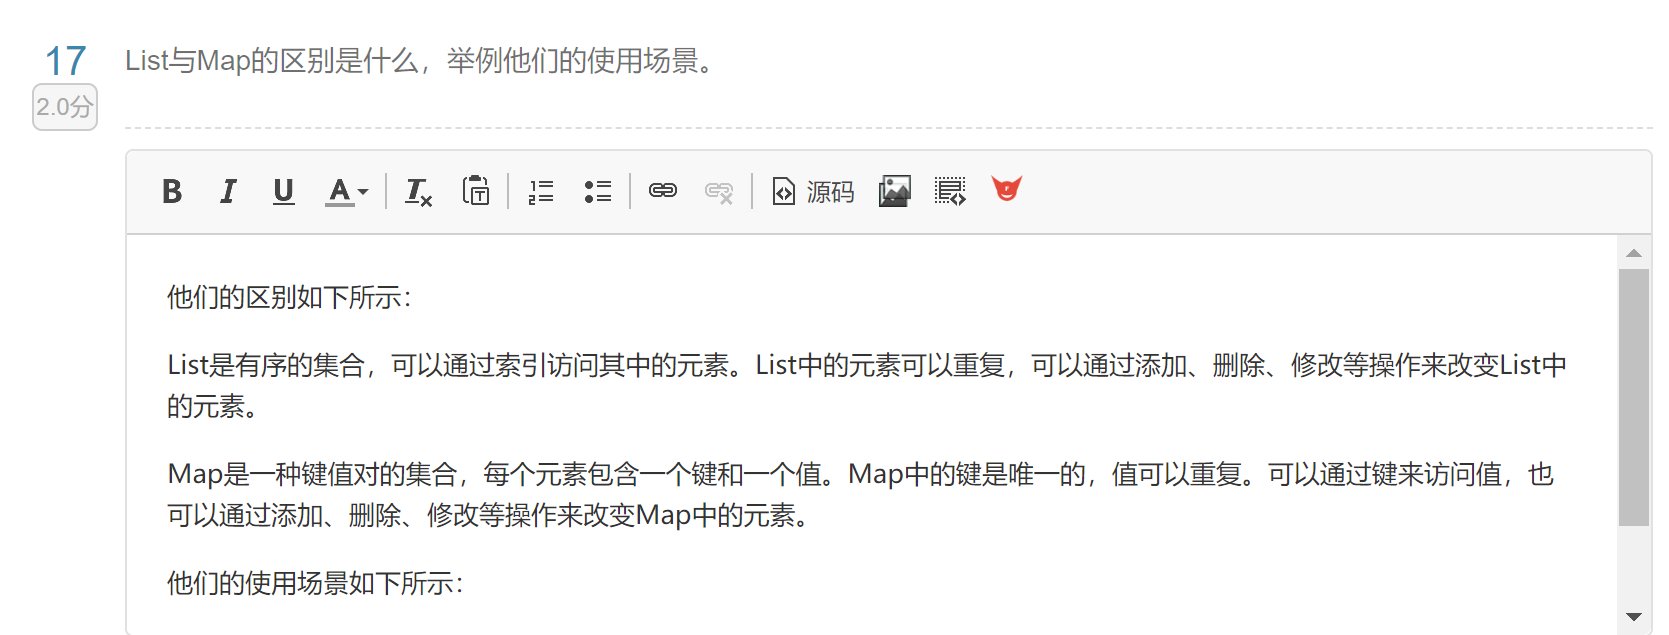 17
List与Map的区别是什么，举例他们的使用场景。
2.0分
B I U A Tx 源码
他们的区别如下所示：
List是有序的集合，可以通过索引访问其中的元素。List中的元素可以重复，可以通过添加、删除、修改等操作来改变List中
的元素。
Map是一种键值对的集合，每个元素包含一个键和一个值。Map中的键是唯一的，值可以重复。可以通过键来访问值，也
可以通过添加、删除、修改等操作来改变Map中的元素。
他们的使用场景如下所示：